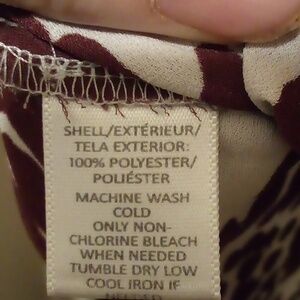 SHELL/EXTÉRIEUR/
TELA EXTERIOR:
100% POLYESTER/
POLIÉSTER
MACHINE WASH
COLD
ONLY NON-
CHLORINE BLEACH
WHEN NEEDED
TUMBLE DRY LOW
COOL IRON IF
NEEDED